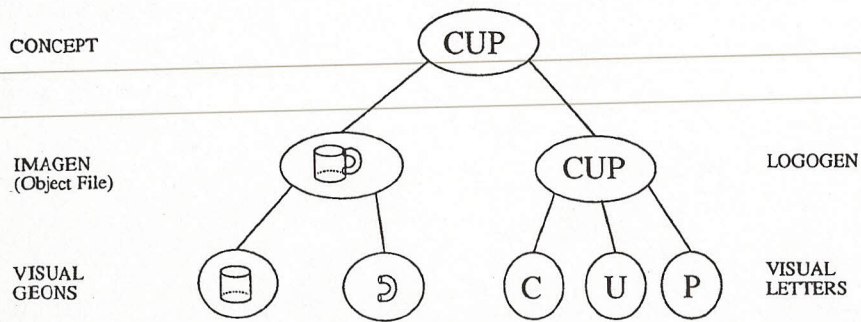 CONCEPT
CUP
IMAGEN
(Object File)
CUP
LOGOGEN
VISUAL
GEONS
C U P
VISUAL
LETTERS